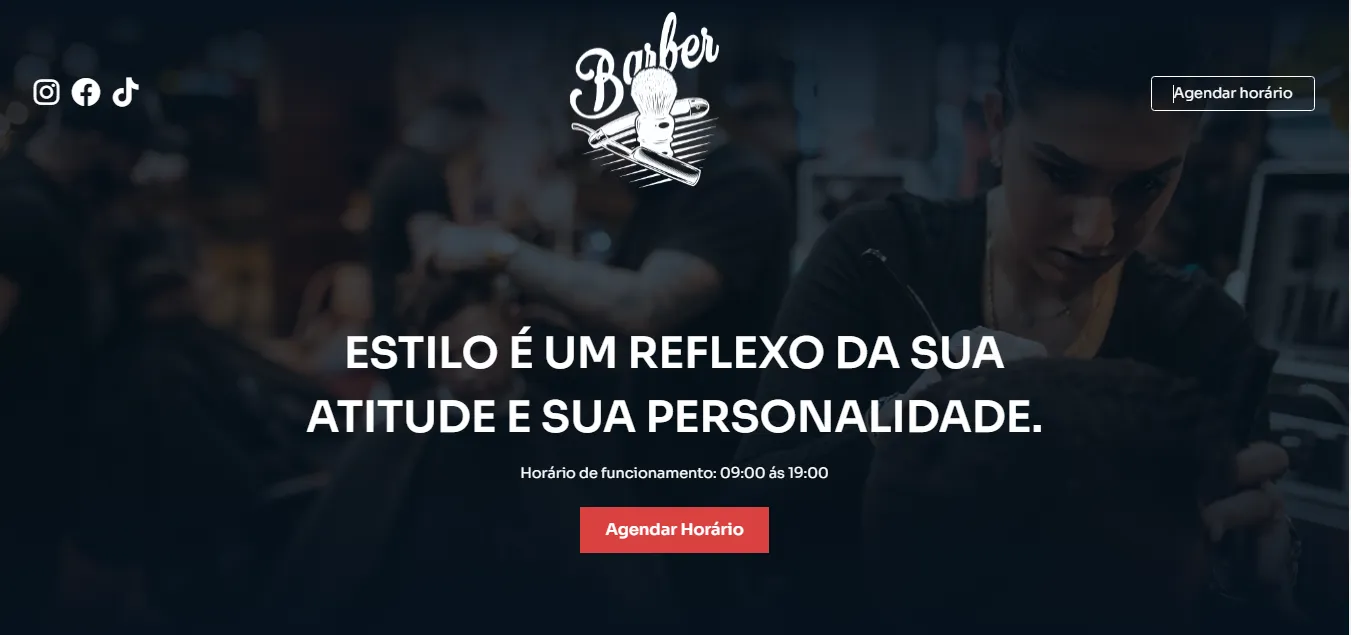 Barber
Agendar horário
ESTILO É UM REFLEXO DA SUA
ATITUDE E SUA PERSONALIDADE.
Horário de funcionamento: 09:00 ás 19:00
Agendar Horário